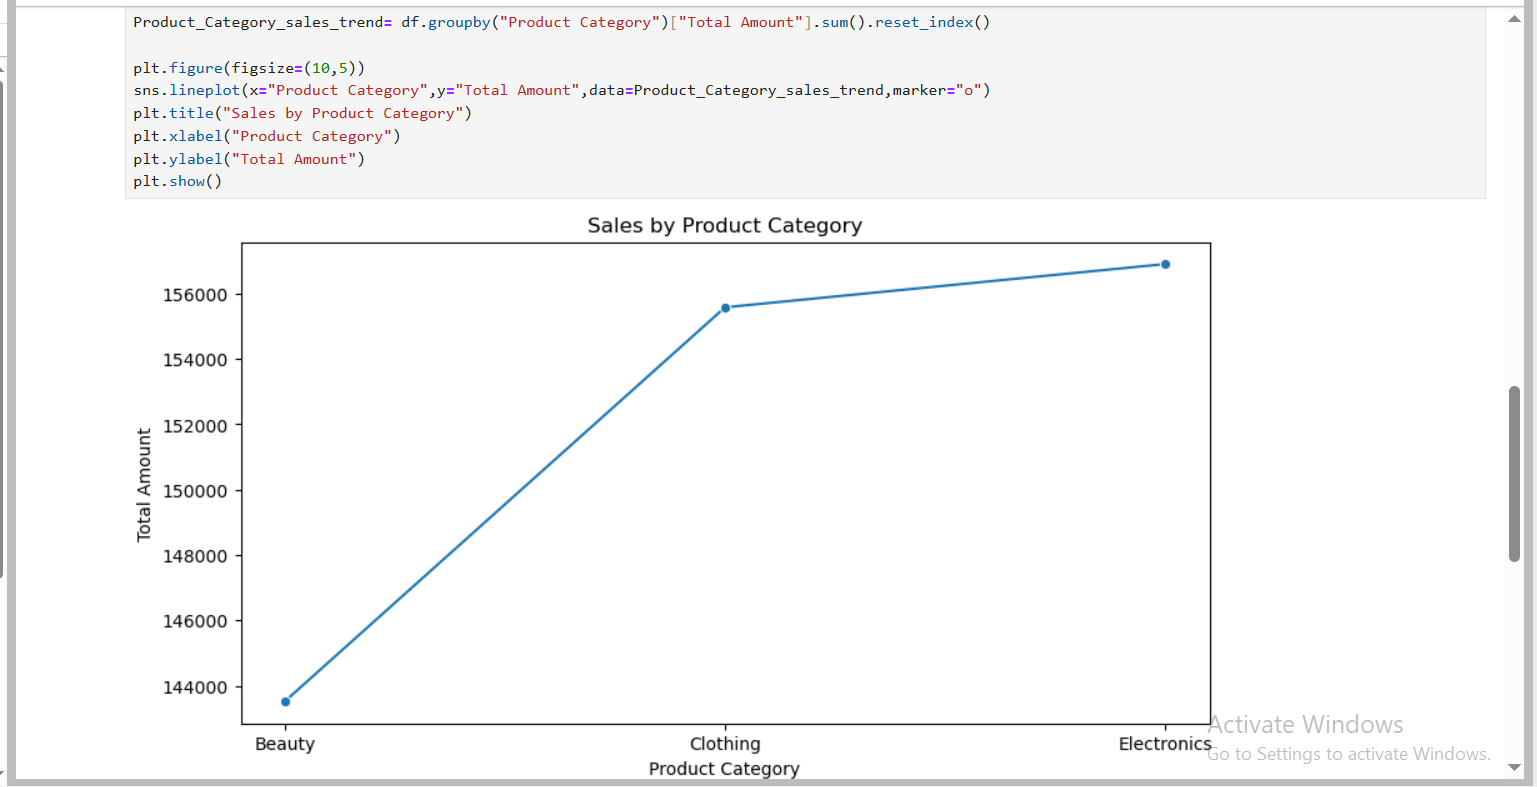 Product_Category_sales_trend= df.groupby("Product Category")["Total Amount"].sum().reset_index()
plt.figure(figsize=(10,5))
sns.lineplot(x="Product Category",y="Total Amount",data=Product_Category_sales_trend,marker="o")
plt.title("Sales by Product Category")
plt.xlabel("Product Category")
plt.ylabel("Total Amount")
plt.show()
Sales by Product Category
156000
154000
152000
150000
148000
146000
144000
Total Amount
Beauty
Clothing
Electronics
Product Category
Activate Windows
Go to Settings to activate Windows.